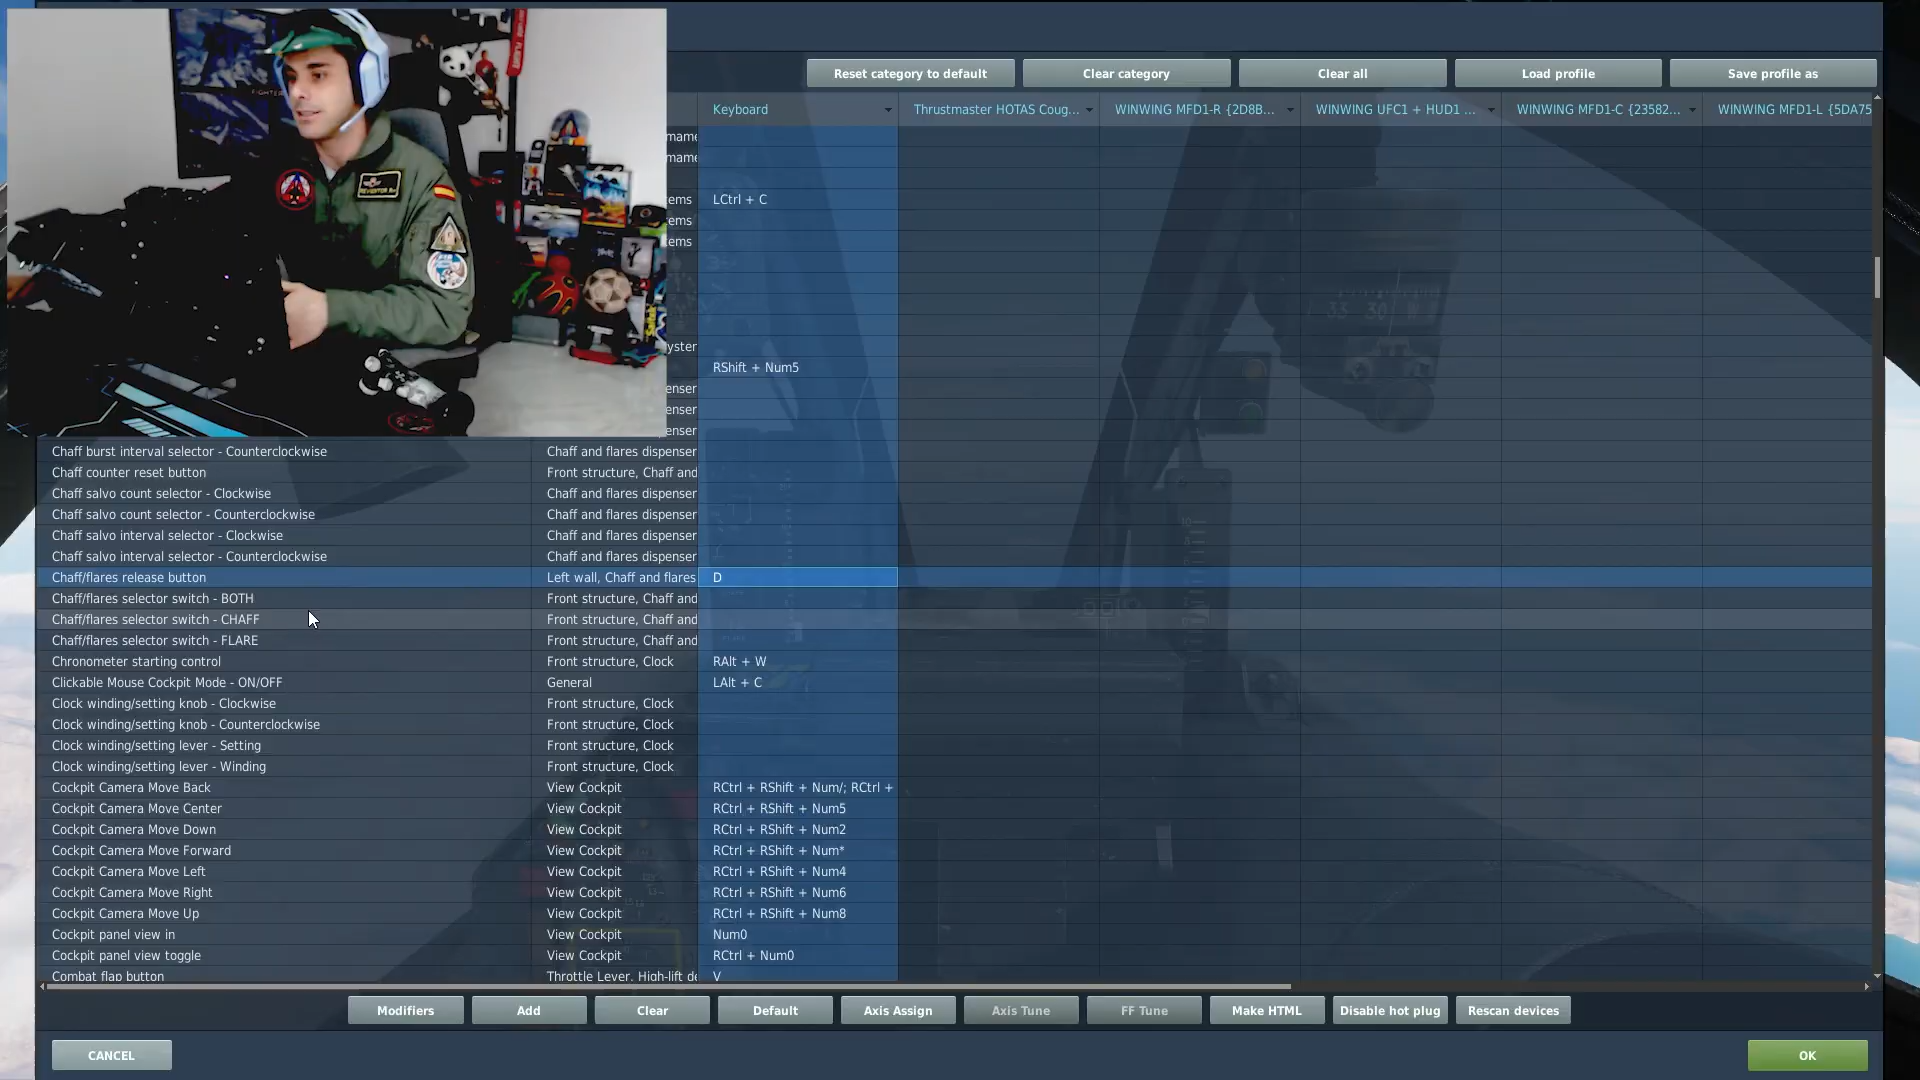 Reset category to default
Clear category
Clear all
Load profile
Save profile as
Keyboard
Thrustmaster HOTAS Coug...
WINWING MFD1-R {2D8B...
WINWING UFC1 + HUD1 ...
WINWING MFD1-C {23582...
WINWING MFD1-L {5DA75
mame
mame
ems LCtrl + C
ems
ems
yster
RShift + Num5
enser
enser
enser
Chaff burst interval selector - Counterclockwise Chaff and flares dispenser
Chaff counter reset button Front structure, Chaff and
Chaff salvo count selector - Clockwise Chaff and flares dispenser
Chaff salvo count selector - Counterclockwise Chaff and flares dispenser
Chaff salvo interval selector - Clockwise Chaff and flares dispenser
Chaff salvo interval selector - Counterclockwise Chaff and flares dispenser
Chaff/flares release button Left wall, Chaff and flares D
Chaff/flares selector switch - BOTH Front structure, Chaff and
Chaff/flares selector switch - CHAFF Front structure, Chaff and
Chaff/flares selector switch - FLARE Front structure, Chaff and
Chronometer starting control Front structure, Clock RAlt + W
Clickable Mouse Cockpit Mode - ON/OFF General LAlt + C
Clock winding/setting knob - Clockwise Front structure, Clock
Clock winding/setting knob - Counterclockwise Front structure, Clock
Clock winding/setting lever - Setting Front structure, Clock
Clock winding/setting lever - Winding Front structure, Clock
Cockpit Camera Move Back View Cockpit RCtrl + RShift + Num/; RCtrl +
Cockpit Camera Move Center View Cockpit RCtrl + RShift + Num5
Cockpit Camera Move Down View Cockpit RCtrl + RShift + Num2
Cockpit Camera Move Forward View Cockpit RCtrl + RShift + Num*
Cockpit Camera Move Left View Cockpit RCtrl + RShift + Num4
Cockpit Camera Move Right View Cockpit RCtrl + RShift + Num6
Cockpit Camera Move Up View Cockpit RCtrl + RShift + Num8
Cockpit panel view in View Cockpit Num0
Cockpit panel view toggle View Cockpit RCtrl + Num0
Combat flap button Throttle Lever, High-lift de V
Modifiers
Add
Clear
Default
Axis Assign
Axis Tune
FF Tune
Make HTML
Disable hot plug
Rescan devices
CANCEL
OK